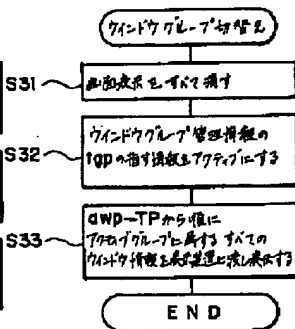 ウインドウグループ切替え
S31
画面表示をすべて消す
S32
ウインドウグループ管理情報の
tgpの指す情報をアクティブにする
S33
awp-TPから順に
アクティブグループに属するすべての
ウインドウ情報を表示装置に渡し表示する
END